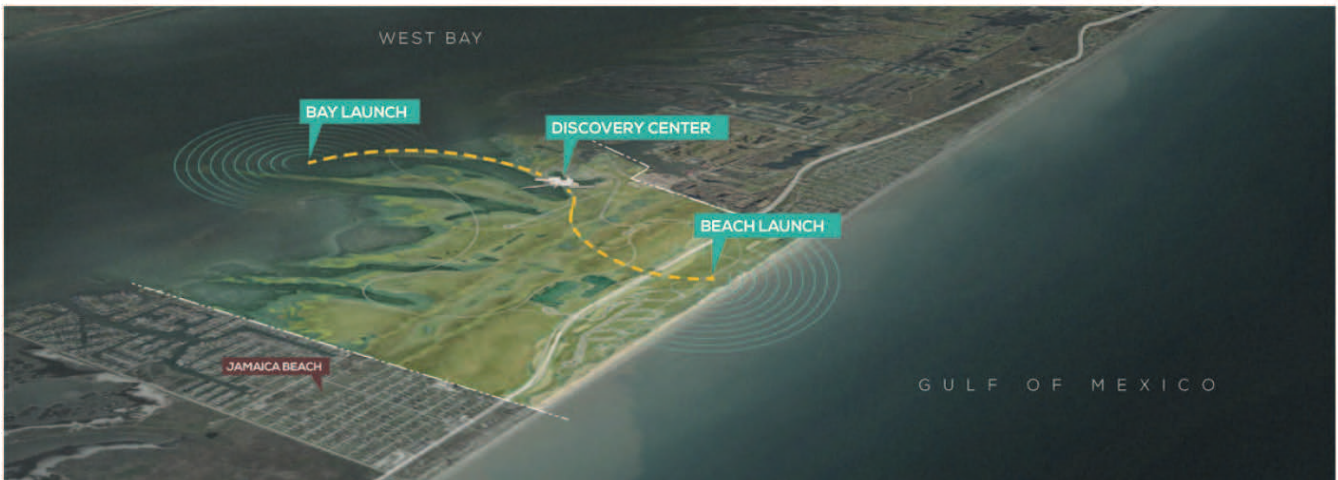 WEST BAY
BAY LAUNCH
DISCOVERY CENTER
BEACH LAUNCH
JAMAICA BEACH
GULF OF MEXICO